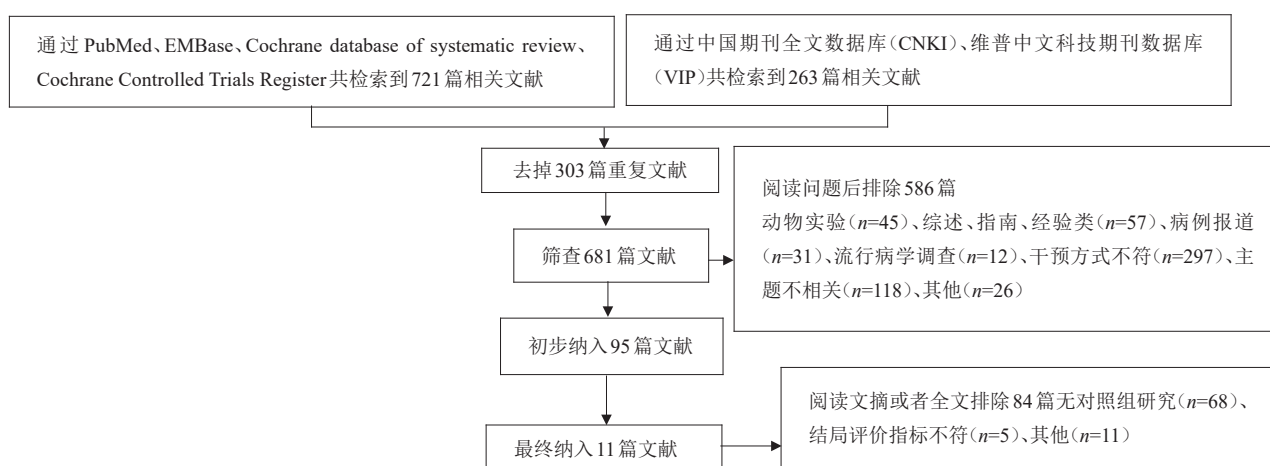 通过PubMed、EMBase、Cochrane database of systematic review、
Cochrane Controlled Trials Register共检索到721篇相关文献
通过中国期刊全文数据库(CNKI)、维普中文科技期刊数据库
(VIP)共检索到263篇相关文献
去掉303篇重复文献
阅读问题后排除586篇
动物实验(n=45)、综述、指南、经验类(n=57)、病例报道
(n=31)、流行病学调查(n=12)、干预方式不符(n=297)、主
题不相关(n=118)、其他(n=26)
筛查681篇文献
初步纳入95篇文献
阅读文摘或者全文排除84篇无对照组研究(n=68)、
结局评价指标不符(n=5)、其他(n=11)
最终纳入11篇文献